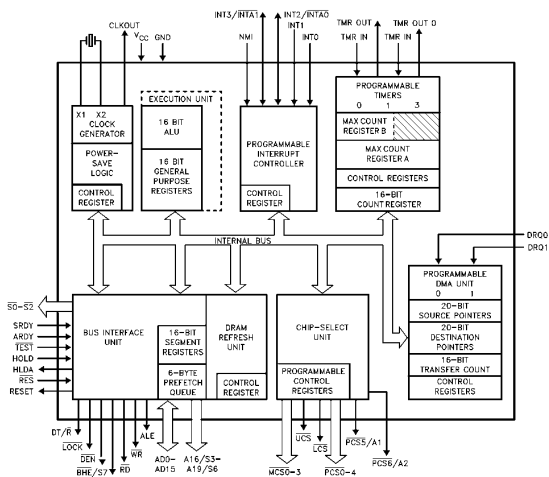 CLKOUT
VCC GND
INT3/INTA1
INT2/INTA0
INT1
NMI
INT0
TMR OUT
TMR IN
TMR OUT 0
TMR IN
X1 X2
CLOCK
GENERATOR
POWER-
SAVE
LOGIC
CONTROL
REGISTER
EXECUTION UNIT
16 BIT
ALU
16 BIT
GENERAL
PURPOSE
REGISTERS
PROGRAMMABLE
INTERRUPT
CONTROLLER
CONTROL
REGISTER
PROGRAMMABLE
TIMERS
0 1 3
MAX COUNT
REGISTER B
MAX COUNT
REGISTER A
CONTROL REGISTERS
16-BIT
COUNT REGISTER
INTERNAL BUS
DRQ0
DRQ1
PROGRAMMABLE
DMA UNIT
0 1
20-BIT
SOURCE POINTERS
20-BIT
DESTINATION
POINTERS
16-BIT
TRANSFER COUNT
CONTROL
REGISTERS
S0-S2
SRDY
ARDY
TEST
HOLD
HLDA
RES
RESET
BUS INTERFACE
UNIT
16-BIT
SEGMENT
REGISTERS
6-BYTE
PREFETCH
QUEUE
DRAM
REFRESH
UNIT
CONTROL
REGISTER
CHIP-SELECT
UNIT
PROGRAMMABLE
CONTROL
REGISTERS
DT/R
LOCK
DEN
BHE/S7
RD
WR
ALE
AD0-
AD15
A16/S3-
A19/S6
MCS0-3
UCS
LCS
PCS0-4
PCS5/A1
PCS6/A2